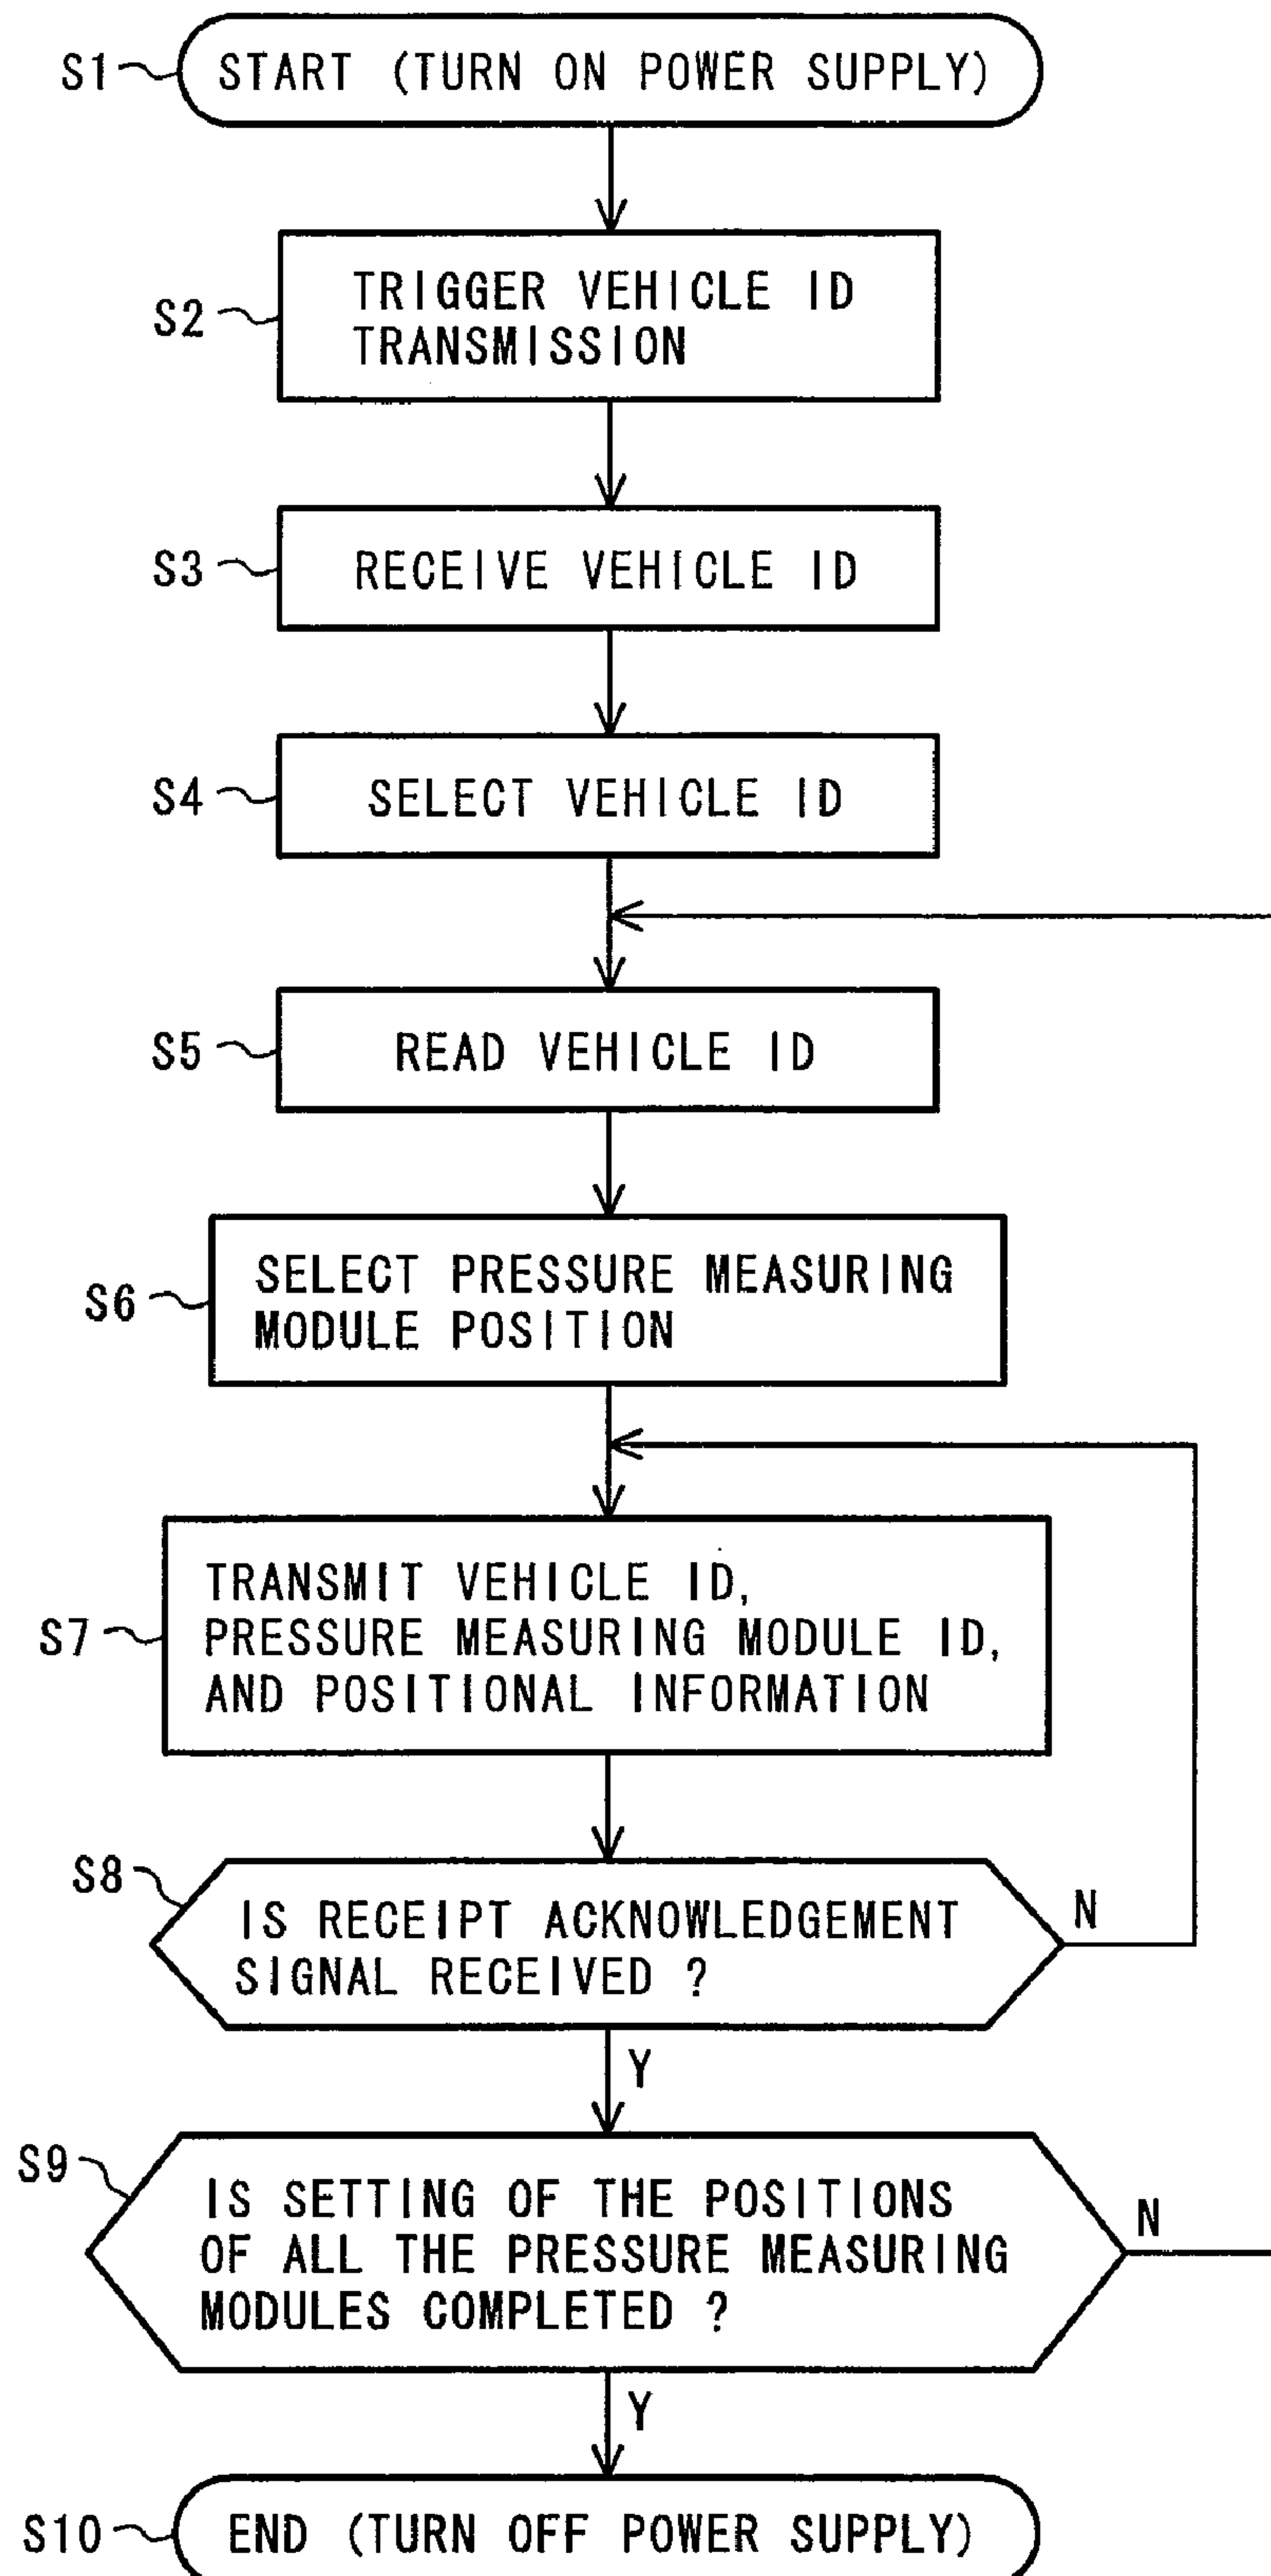 S1 START (TURN ON POWER SUPPLY)
S2 TRIGGER VEHICLE ID
TRANSMISSION
S3 RECEIVE VEHICLE ID
S4 SELECT VEHICLE ID
S5 READ VEHICLE ID
S6 SELECT PRESSURE MEASURING
MODULE POSITION
S7 TRANSMIT VEHICLE ID,
PRESSURE MEASURING MODULE ID,
AND POSITIONAL INFORMATION
S8 IS RECEIPT ACKNOWLEDGEMENT
SIGNAL RECEIVED ?
N
Y
S9 IS SETTING OF THE POSITIONS
OF ALL THE PRESSURE MEASURING
MODULES COMPLETED ?
N
Y
S10 END (TURN OFF POWER SUPPLY)